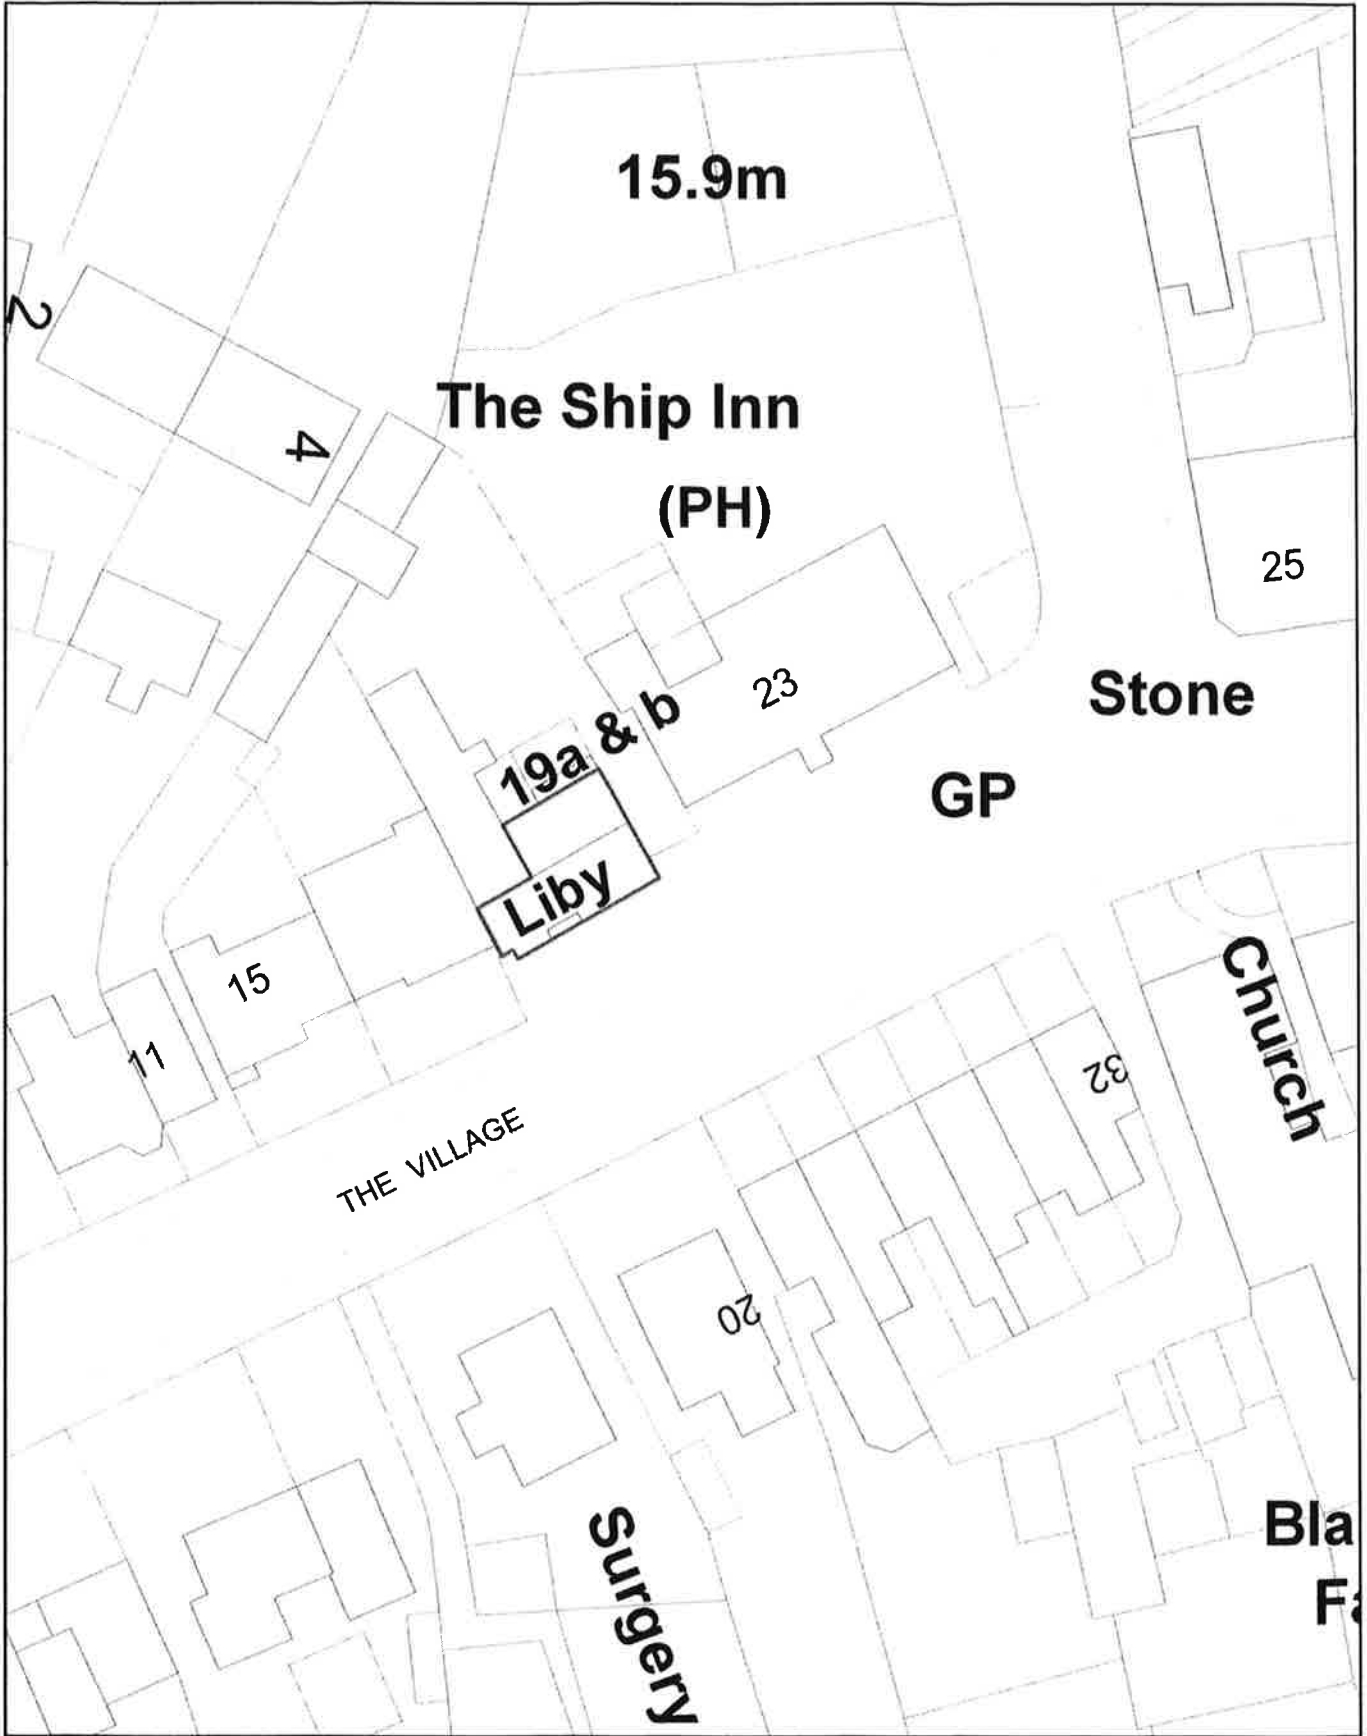 15.9m
2
The Ship Inn
4
(PH)
25
23
Stone
19a & b
GP
Liby
15
Church
11
32
THE VILLAGE
20
Surgery
Bla